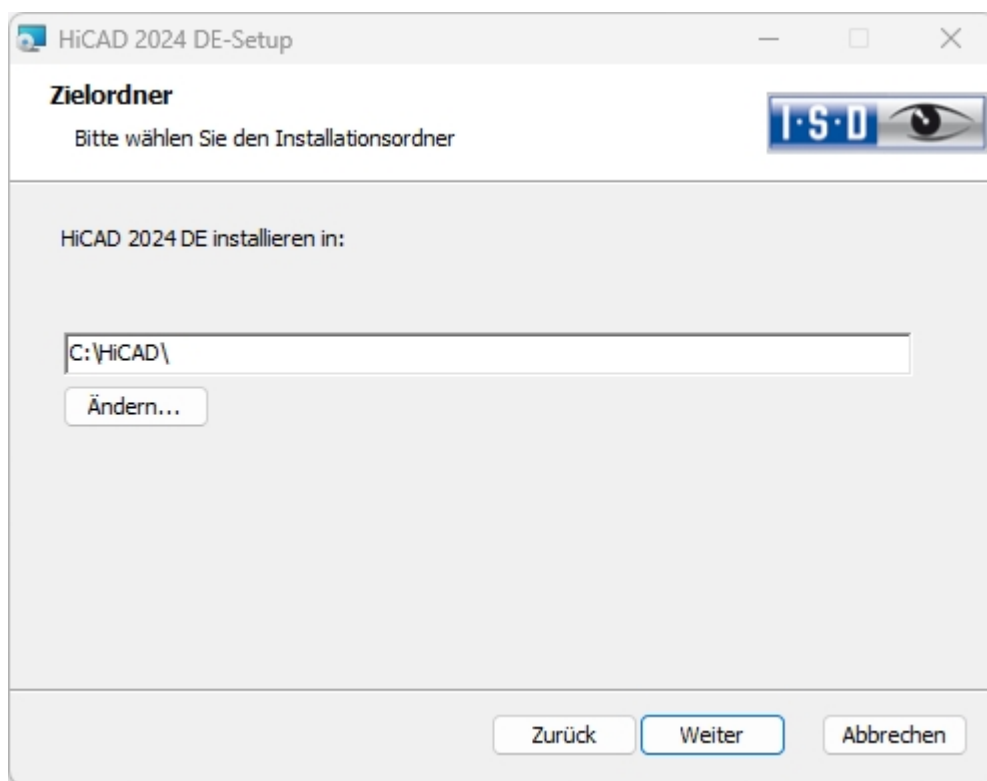 HiCAD 2024 DE-Setup
Zielordner
Bitte wählen Sie den Installationsordner
I·S·D
HiCAD 2024 DE installieren in:
C:\HiCAD\
Ändern...
Zurück Weiter Abbrechen